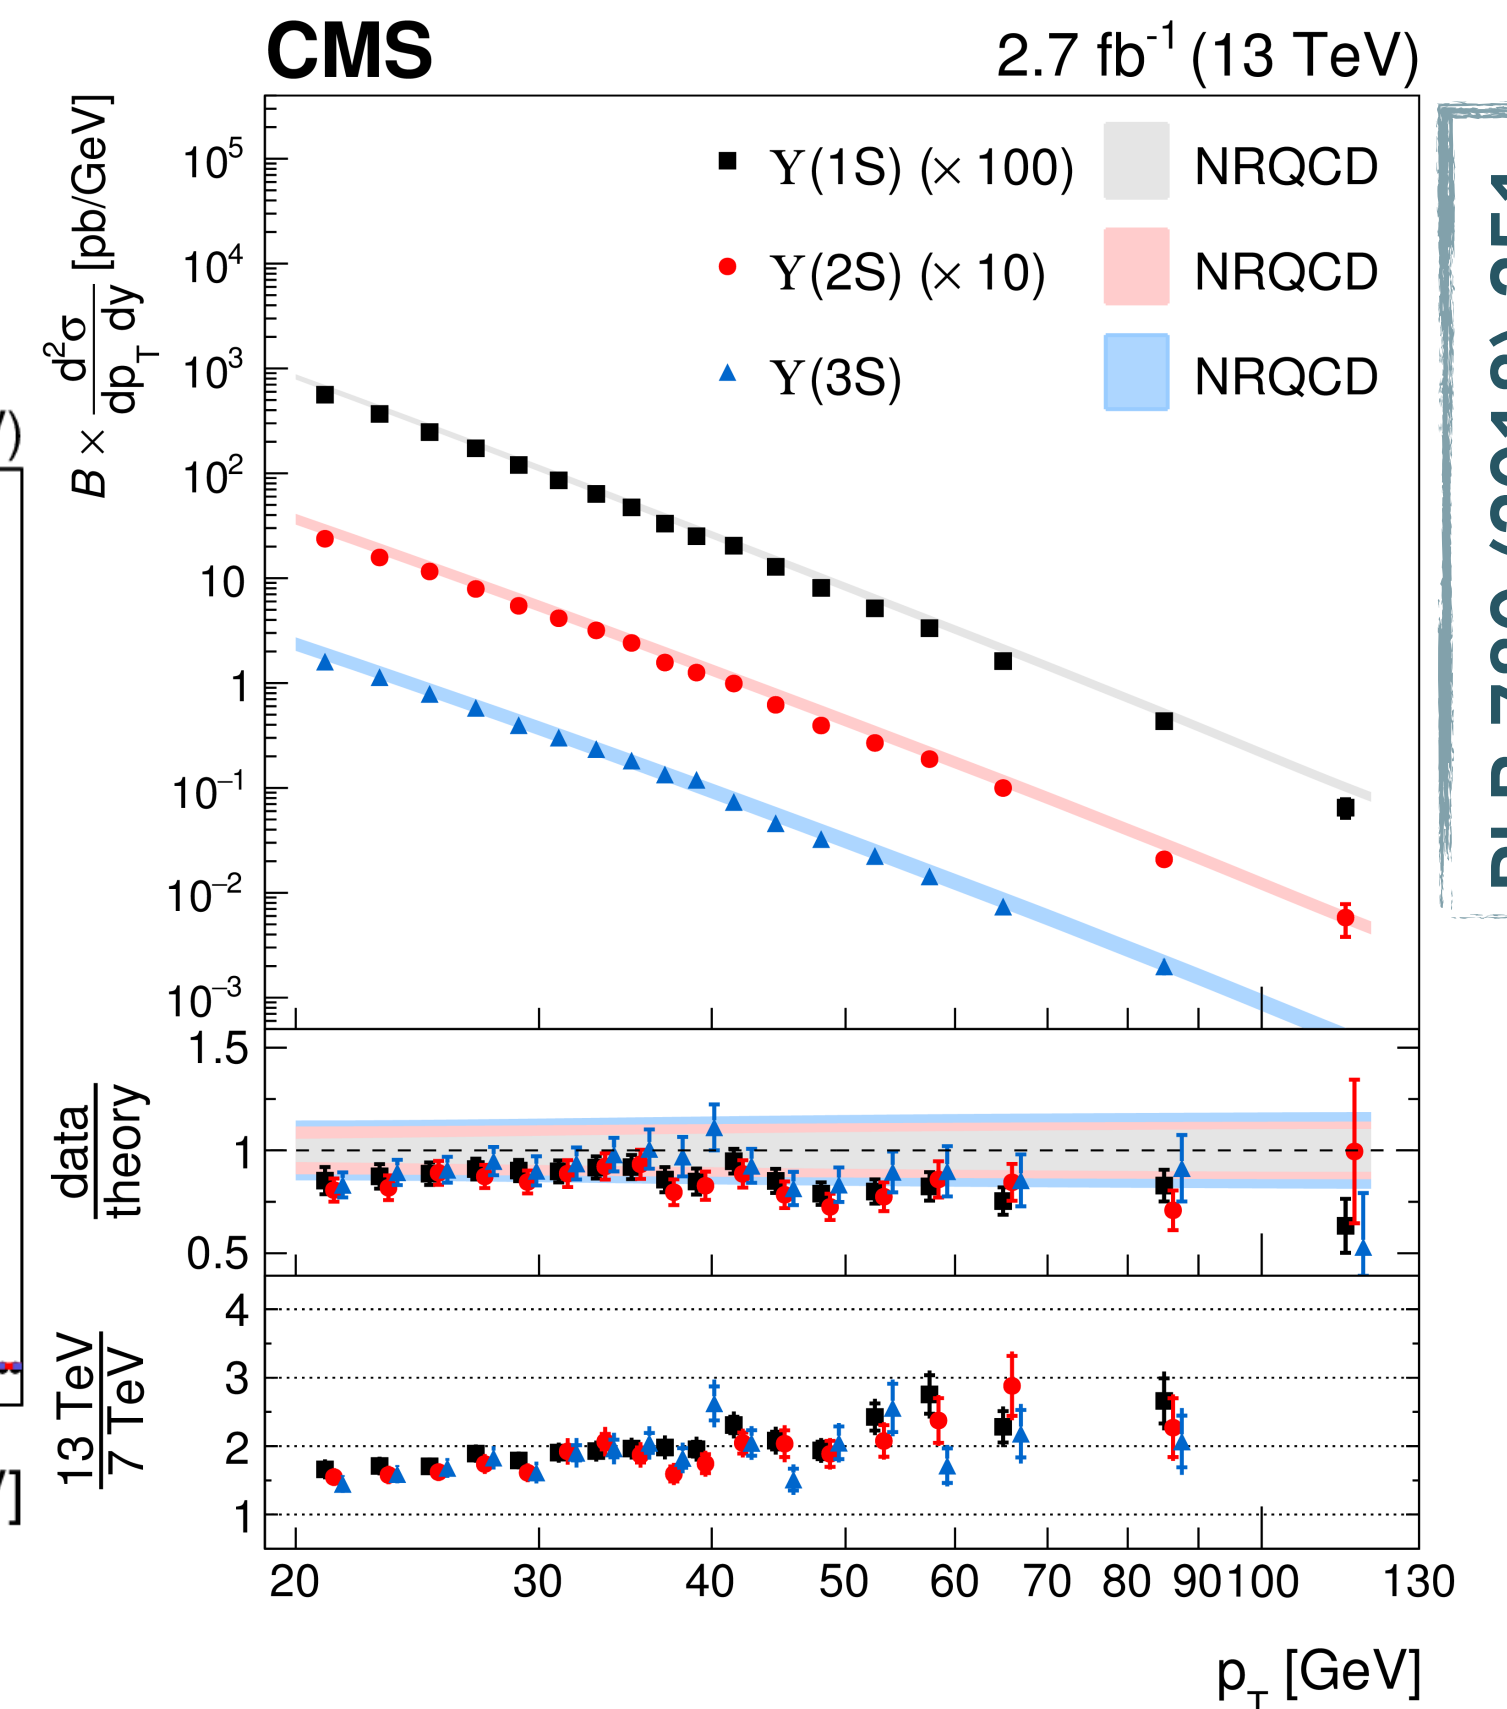 CMS
2.7 fb⁻¹ (13 TeV)
B × d²σ / dp_T dy [pb/GeV]
10⁵
10⁴
10³
10²
10
1
10⁻¹
10⁻²
10⁻³
Υ(1S) (× 100) NRQCD
Υ(2S) (× 10) NRQCD
Υ(3S) NRQCD
data / theory
1.5
1
0.5
13 TeV / 7 TeV
4
3
2
1
20 30 40 50 60 70 80 90 100 130
p_T [GeV]